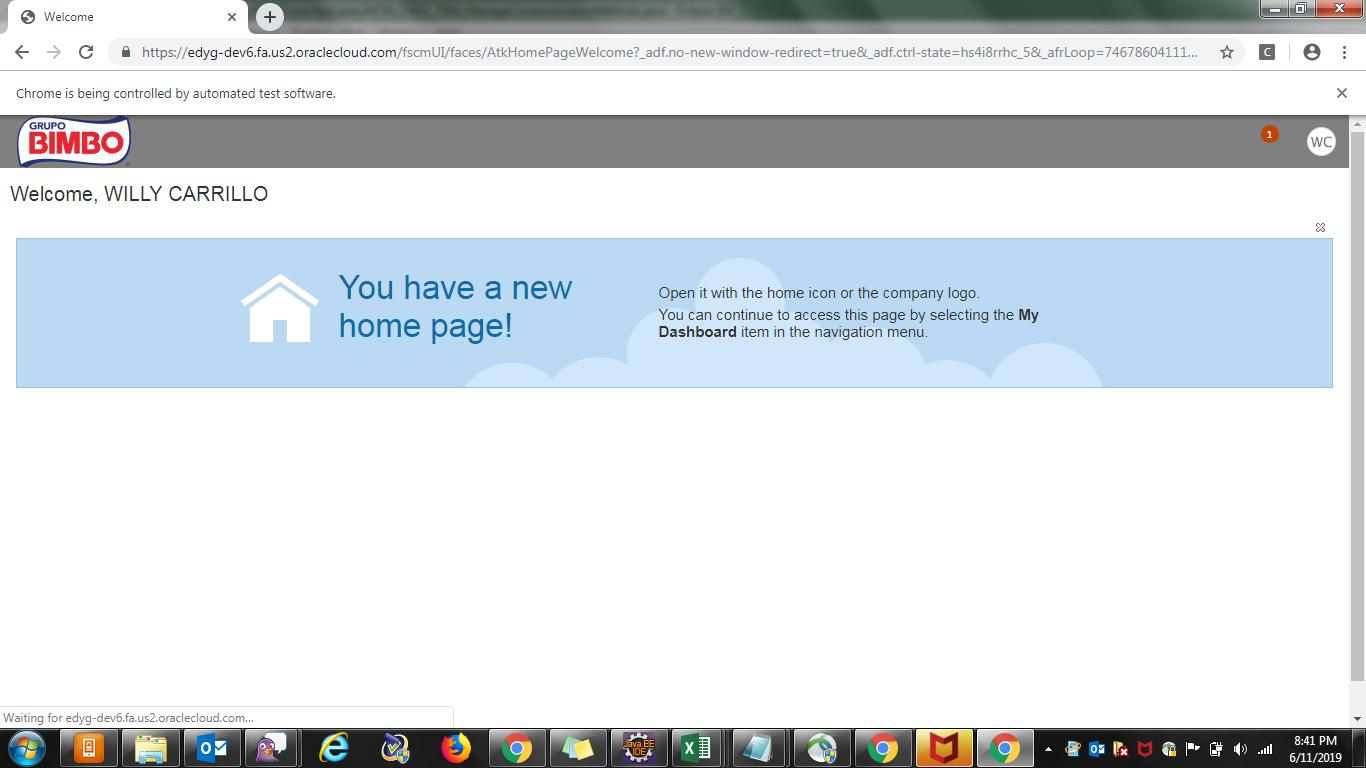 Welcome
https://edyg-dev6.fa.us2.oraclecloud.com/fscmUI/faces/AtkHomePageWelcome?_adf.no-new-window-redirect=true&_adf.ctrl-state=hs4i8rrhc_5&_afrLoop=74678604111...
C
Chrome is being controlled by automated test software.
GRUPO
BIMBO
1
WC
Welcome, WILLY CARRILLO
You have a new
home page!
Open it with the home icon or the company logo.
You can continue to access this page by selecting the My
Dashboard item in the navigation menu.
Waiting for edyg-dev6.fa.us2.oraclecloud.com...
Java EE
IDE
8:41 PM
6/11/2019